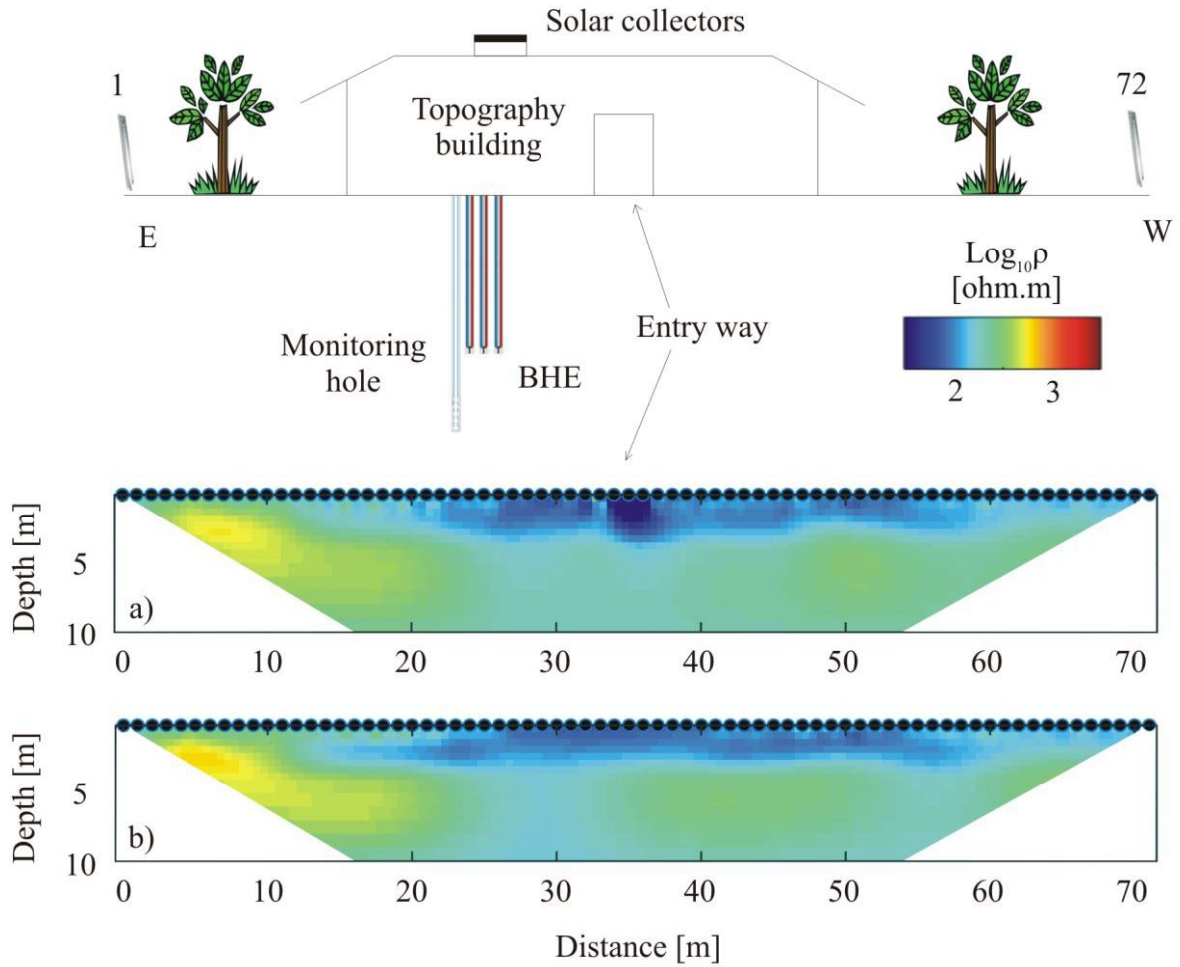 Solar collectors
1
72
Topography
building
E
W
Log₁₀ρ
[ohm.m]
2 3
Entry way
Monitoring
hole
BHE
Depth [m]
5
10
a)
0 10 20 30 40 50 60 70
Depth [m]
5
10
b)
0 10 20 30 40 50 60 70
Distance [m]